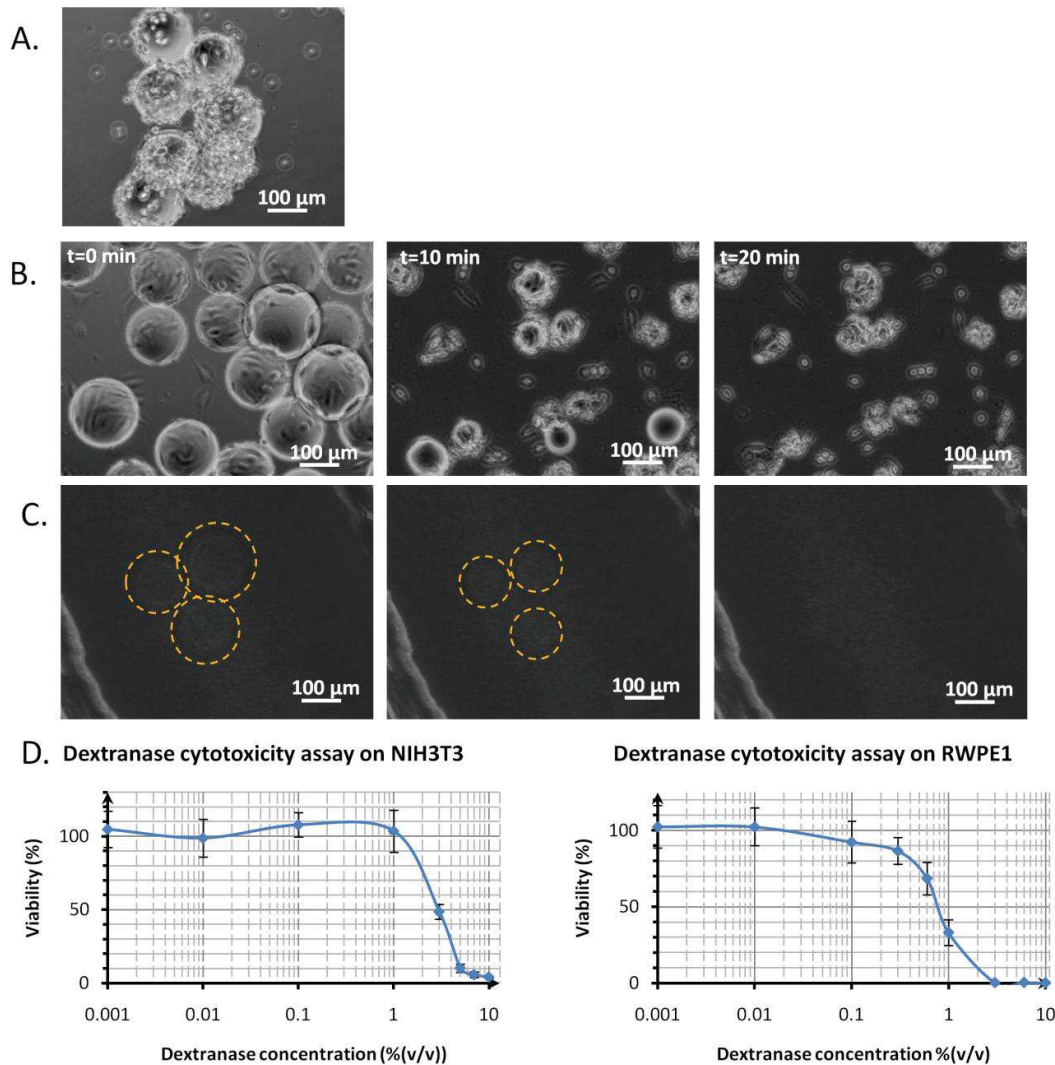 A.
100 µm
B.
t=0 min
100 µm
t=10 min
100 µm
t=20 min
100 µm
C.
100 µm
100 µm
100 µm
D. Dextranase cytotoxicity assay on NIH3T3
Viability (%)
100
50
0
0.001 0.01 0.1 1 10
Dextranase concentration (%(v/v))
Dextranase cytotoxicity assay on RWPE1
Viability (%)
100
50
0
0.001 0.01 0.1 1 10
Dextranase concentration %(v/v)